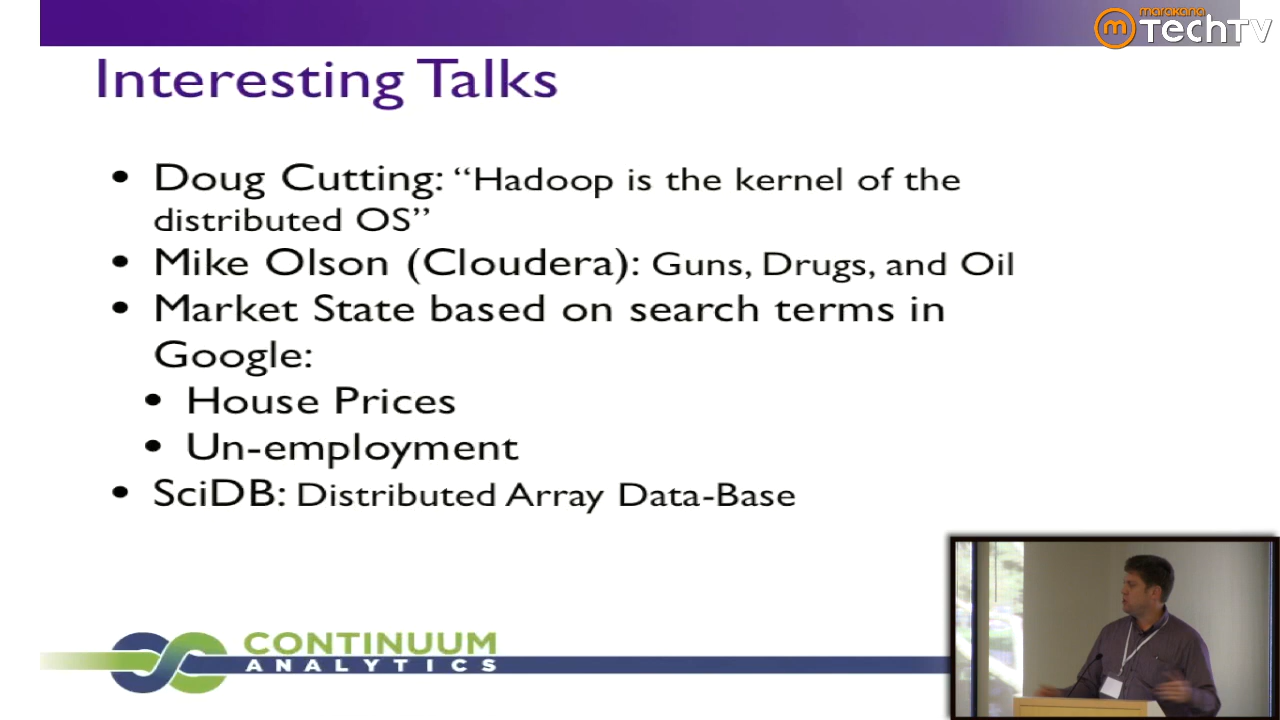 marakana
TechTV
Interesting Talks
• Doug Cutting: “Hadoop is the kernel of the
distributed OS”
• Mike Olson (Cloudera): Guns, Drugs, and Oil
• Market State based on search terms in
Google:
• House Prices
• Un-employment
• SciDB: Distributed Array Data-Base
CONTINUUM
ANALYTICS